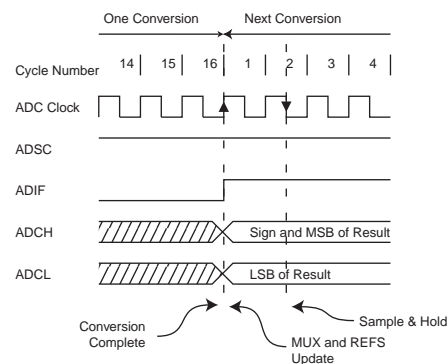 One Conversion Next Conversion
Cycle Number 14 15 16 1 2 3 4
ADC Clock
ADSC
ADIF
ADCH Sign and MSB of Result
ADCL LSB of Result
Sample & Hold
Conversion
Complete
MUX and REFS
Update